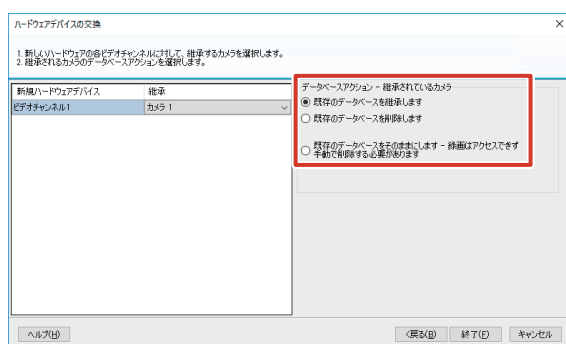 ハードウェアデバイスの交換
1. 新しいハードウェアの各ビデオチャンネルに対して、継承するカメラを選択します。
2. 継承されるカメラのデータベースアクションを選択します。
新規ハードウェアデバイス 継承
ビデオチャンネル1 カメラ 1
データベースアクション - 継承されているカメラ
既存のデータベースを継承します
既存のデータベースを削除します
既存のデータベースをそのままにします - 録画はアクセスできず
手動で削除する必要があります
ヘルプ(H) <戻る(B) 終了(F) キャンセル